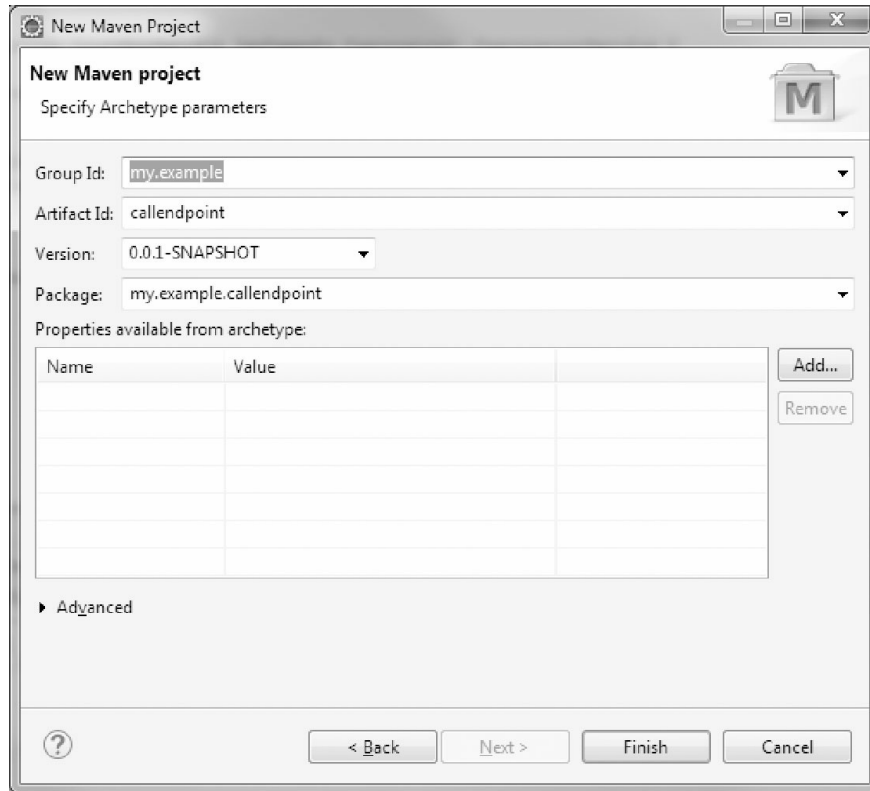 New Maven Project
New Maven project
Specify Archetype parameters
M
Group Id: my.example
Artifact Id: callendpoint
Version: 0.0.1-SNAPSHOT
Package: my.example.callendpoint
Properties available from archetype:
Name Value
Add...
Remove
Advanced
? < Back Next > Finish Cancel